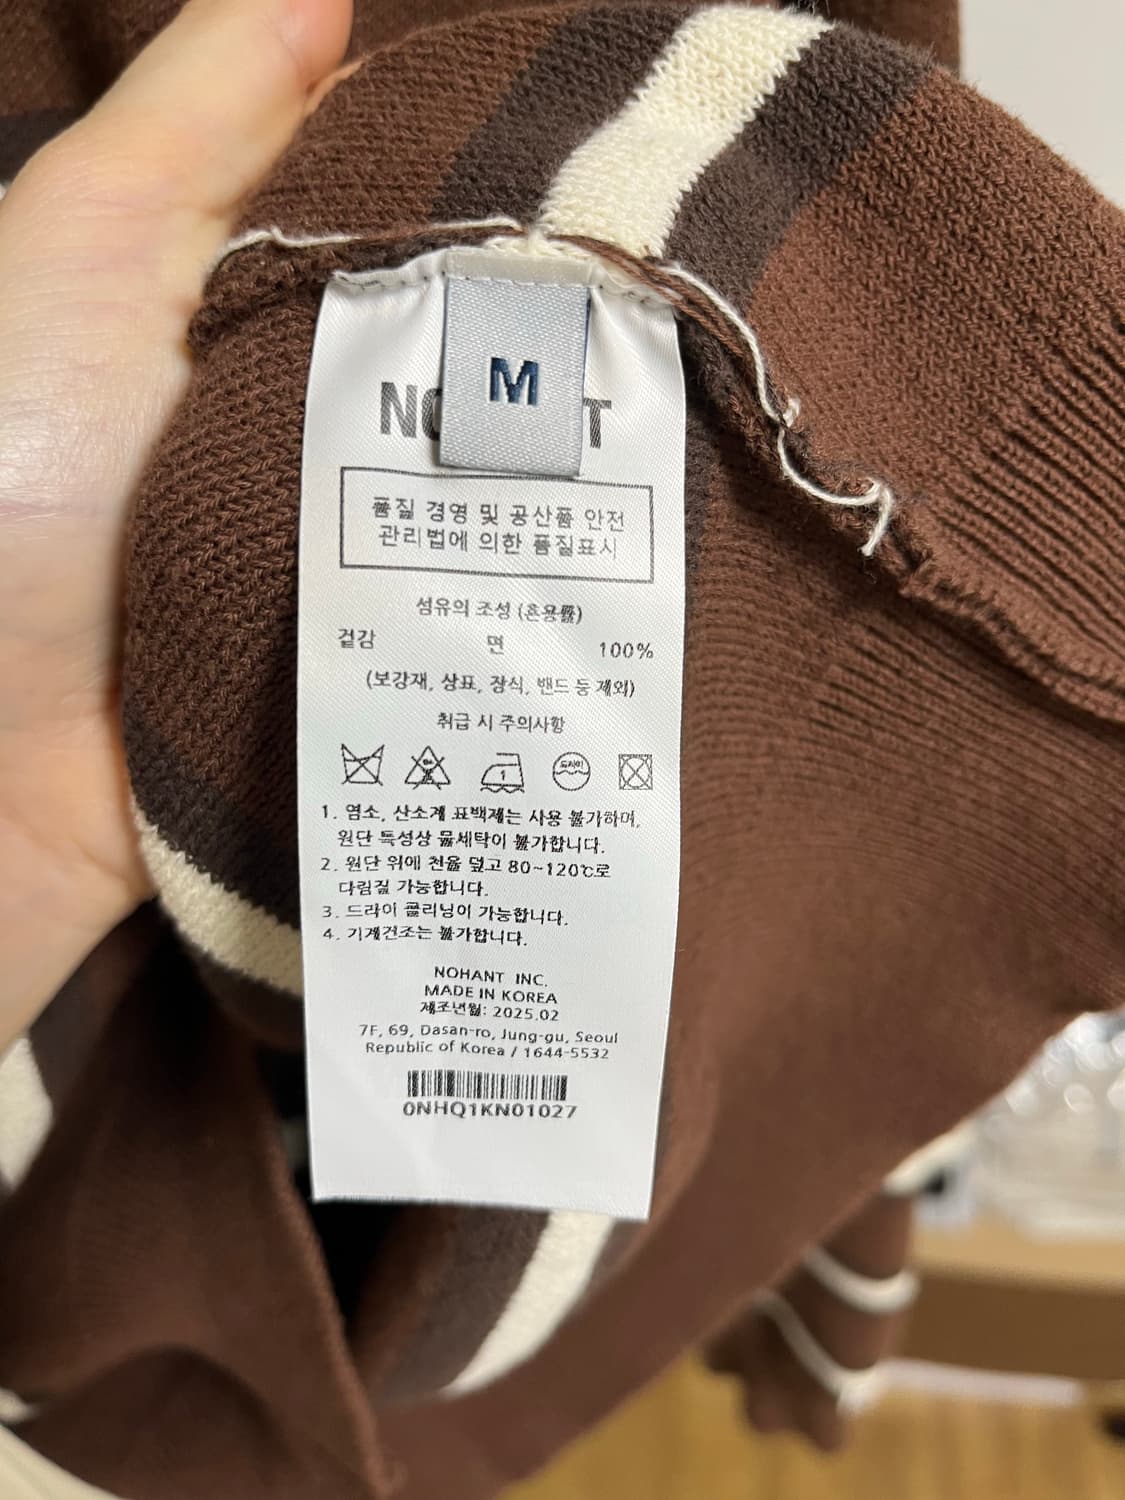 M
품질 경영 및 공산품 안전
관리법에 의한 품질표시
섬유의 조성 (혼용률)
겉감 면 100%
(보강재, 상표, 장식, 밴드 등 제외)
취급 시 주의사항
1 드라이
1. 염소, 산소계 표백제는 사용 불가하며,
원단 특성상 물세탁이 불가합니다.
2. 원단 위에 천을 덮고 80~120℃로
다림질 가능합니다.
3. 드라이 클리닝이 가능합니다.
4. 기계건조는 불가합니다.
NOHANT INC.
MADE IN KOREA
제조년월: 2025.02
7F, 69, Dasan-ro, Jung-gu, Seoul
Republic of Korea / 1644-5532
0NHQ1KN01027